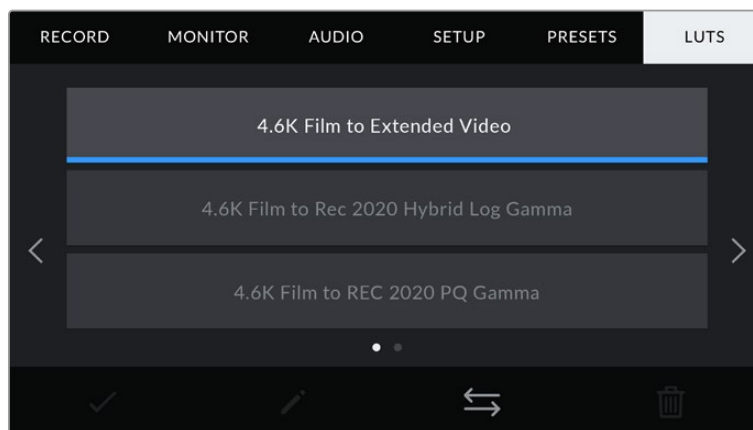 RECORD MONITOR AUDIO SETUP PRESETS LUTS
4.6K Film to Extended Video
4.6K Film to Rec 2020 Hybrid Log Gamma
4.6K Film to REC 2020 PQ Gamma